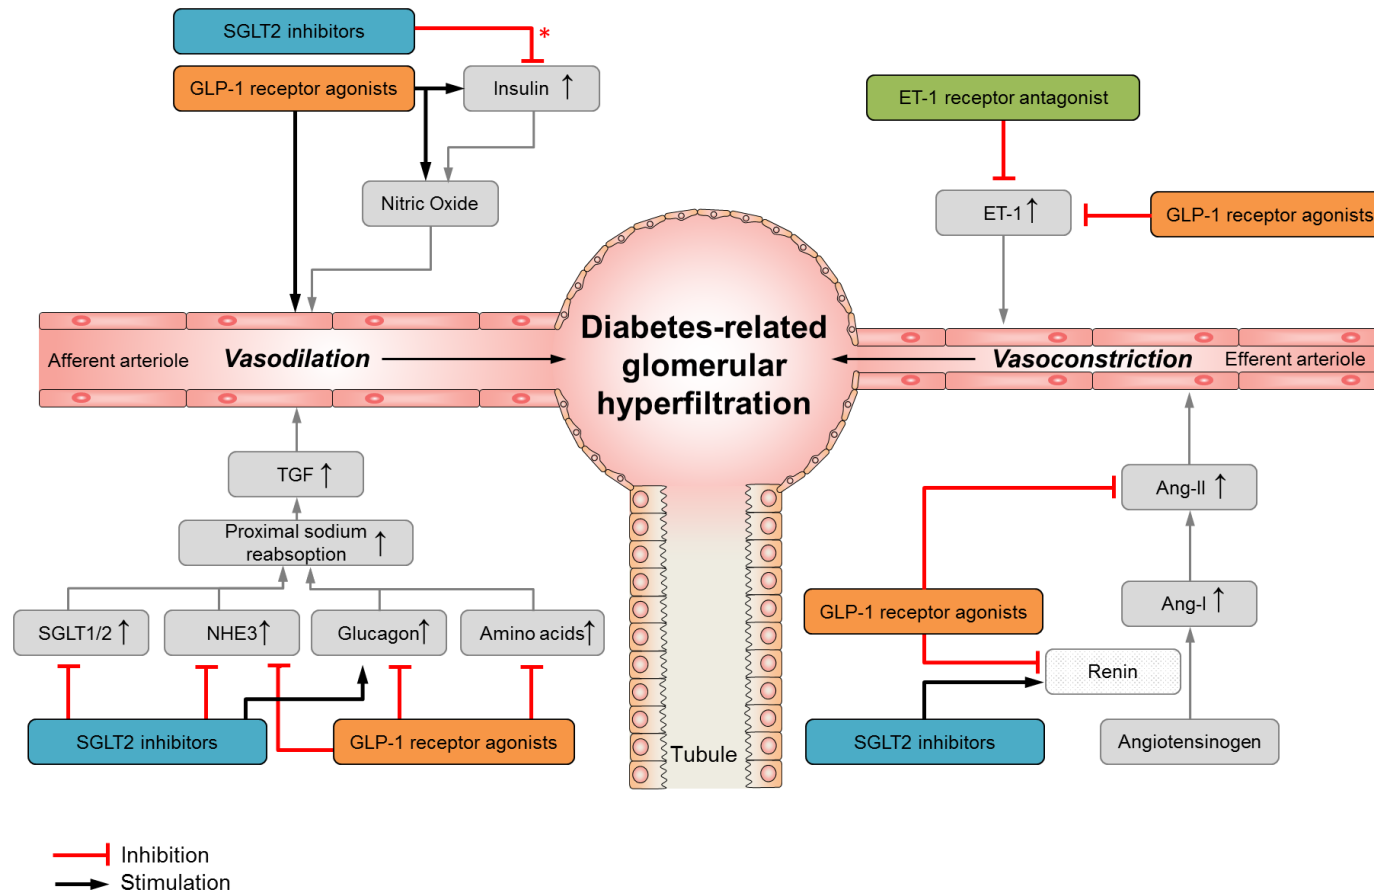 SGLT2 inhibitors
*
GLP-1 receptor agonists
Insulin ↑
Nitric Oxide
ET-1 receptor antagonist
ET-1 ↑
GLP-1 receptor agonists
Afferent arteriole
Vasodilation
Diabetes-related
glomerular
hyperfiltration
Vasoconstriction
Efferent arteriole
TGF ↑
Proximal sodium
reabsoption ↑
SGLT1/2 ↑
NHE3 ↑
Glucagon ↑
Amino acids ↑
SGLT2 inhibitors
GLP-1 receptor agonists
Tubule
Ang-II ↑
Ang-I ↑
GLP-1 receptor agonists
Renin
SGLT2 inhibitors
Angiotensinogen
Inhibition
Stimulation